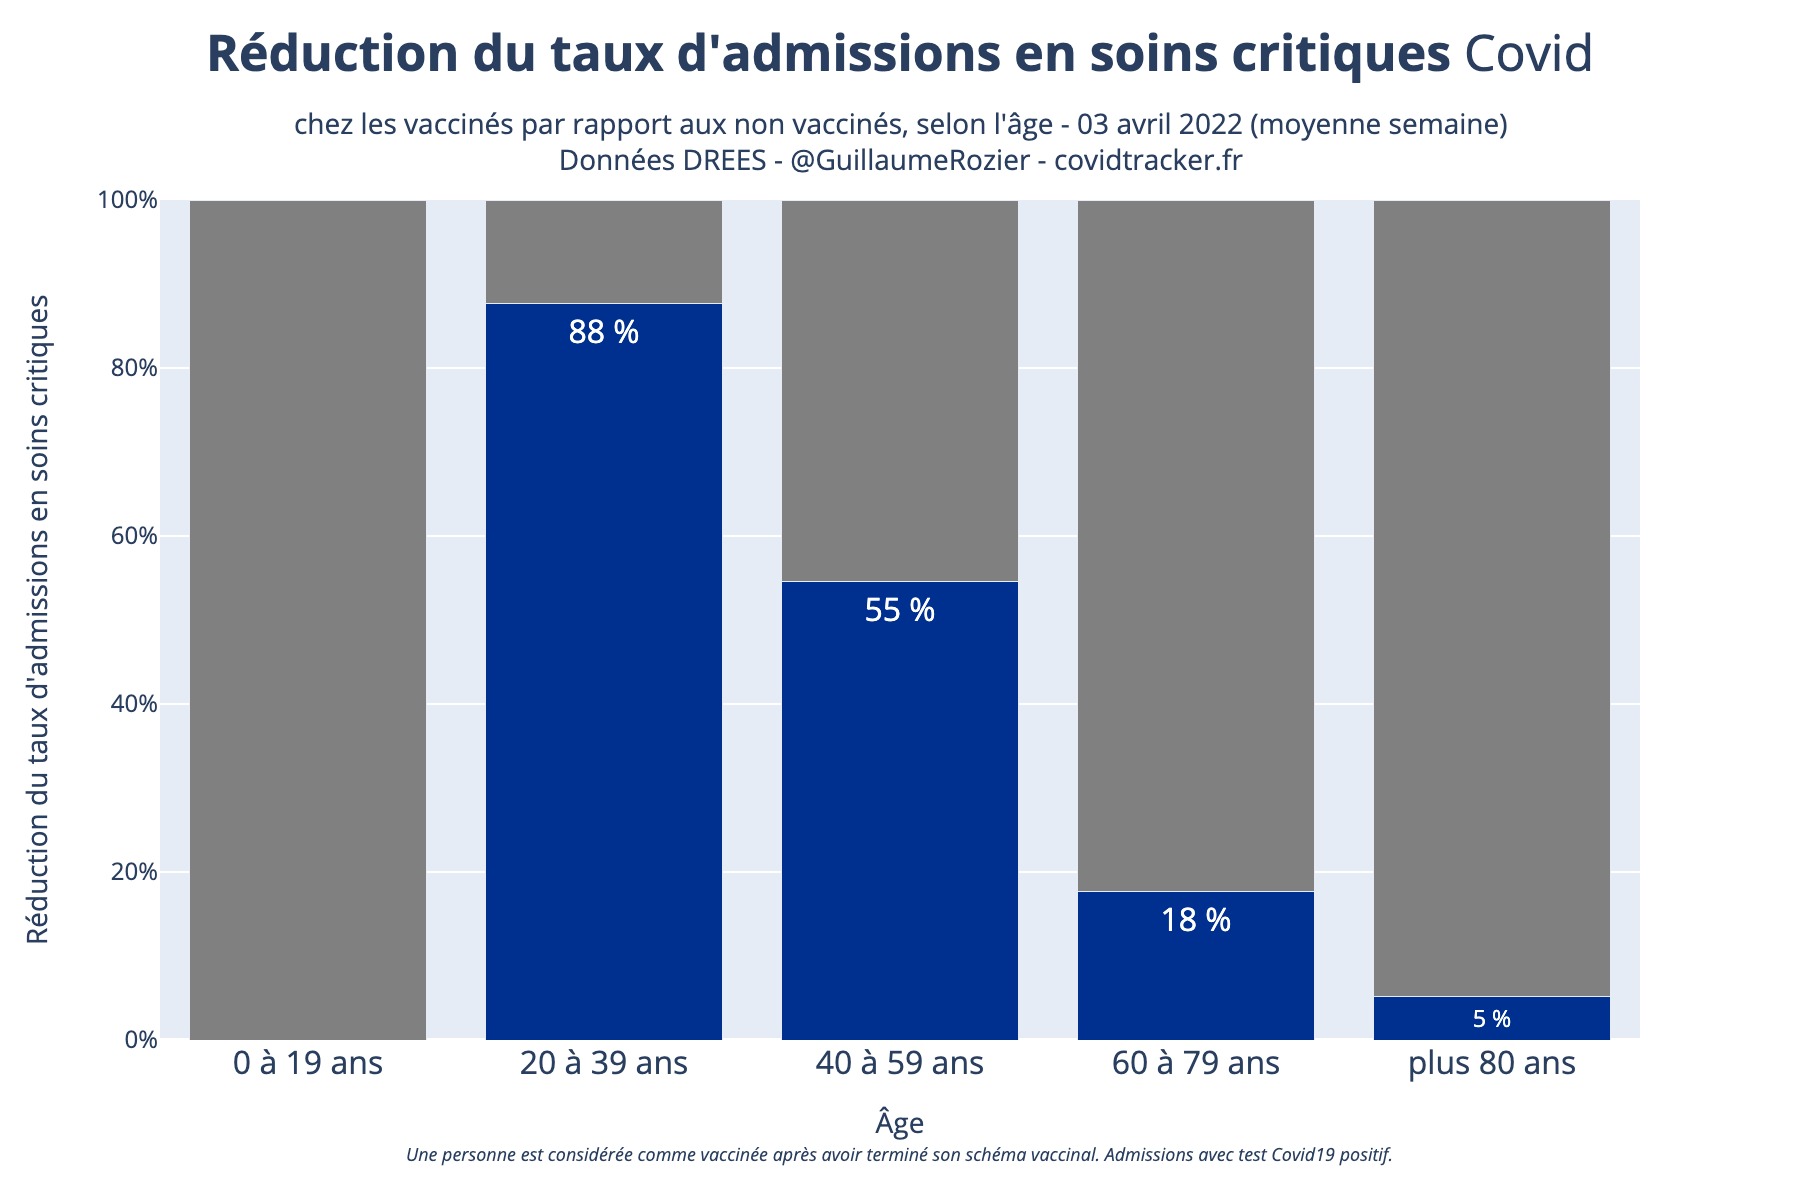 Réduction du taux d'admissions en soins critiques Covid
chez les vaccinés par rapport aux non vaccinés, selon l'âge - 03 avril 2022 (moyenne semaine)
Données DREES - @GuillaumeRozier - covidtracker.fr
Réduction du taux d'admissions en soins critiques
100%
80%
60%
40%
20%
0%
88 %
55 %
18 %
5 %
0 à 19 ans
20 à 39 ans
40 à 59 ans
60 à 79 ans
plus 80 ans
Âge
Une personne est considérée comme vaccinée après avoir terminé son schéma vaccinal. Admissions avec test Covid19 positif.